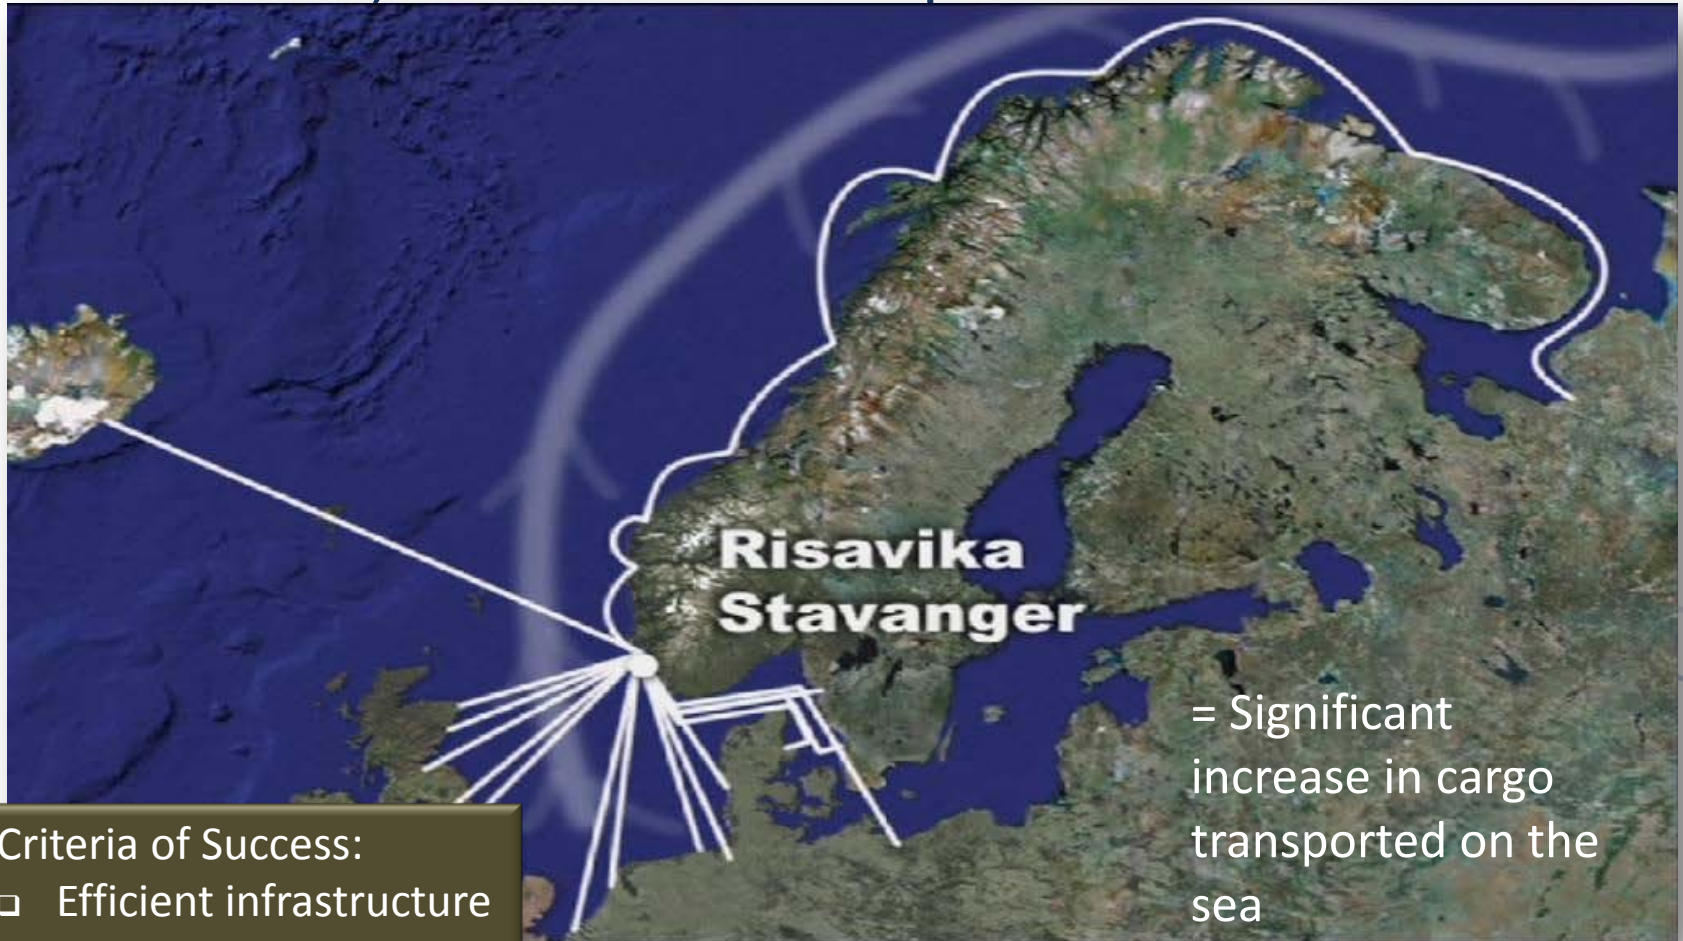 Risavika
Stavanger
= Significant
increase in cargo
transported on the
sea
Criteria of Success:
❑ Efficient infrastructure